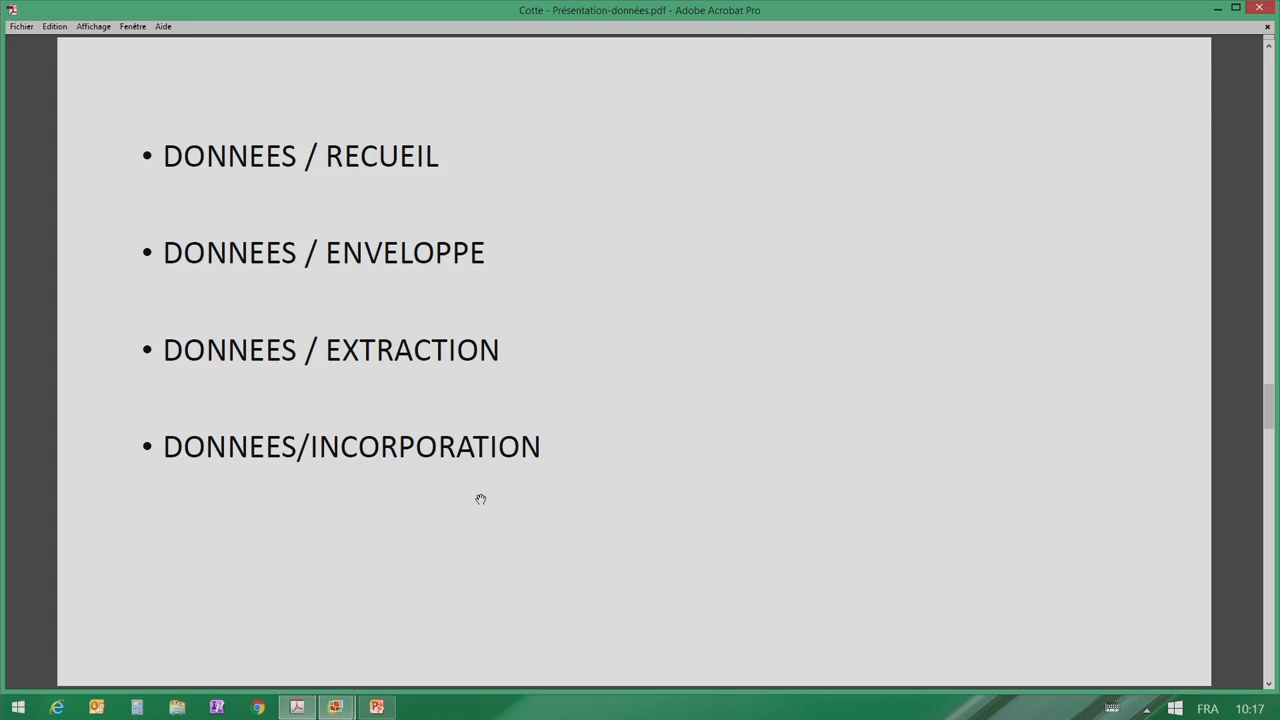 Cotte - Présentation-données.pdf - Adobe Acrobat Pro
Fichier Edition Affichage Fenêtre Aide
• DONNEES / RECUEIL
• DONNEES / ENVELOPPE
• DONNEES / EXTRACTION
• DONNEES/INCORPORATION
FRA 10:17